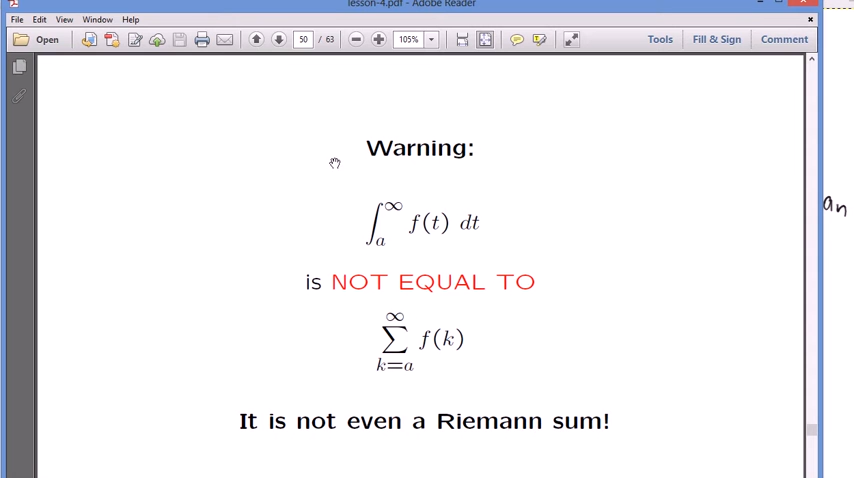 lesson-4.pdf - Adobe Reader
File Edit View Window Help
Open 50 / 63 105% Tools Fill & Sign Comment
Warning:
∫_a^∞ f(t) dt
is NOT EQUAL TO
∑_{k=a}^∞ f(k)
It is not even a Riemann sum!
an